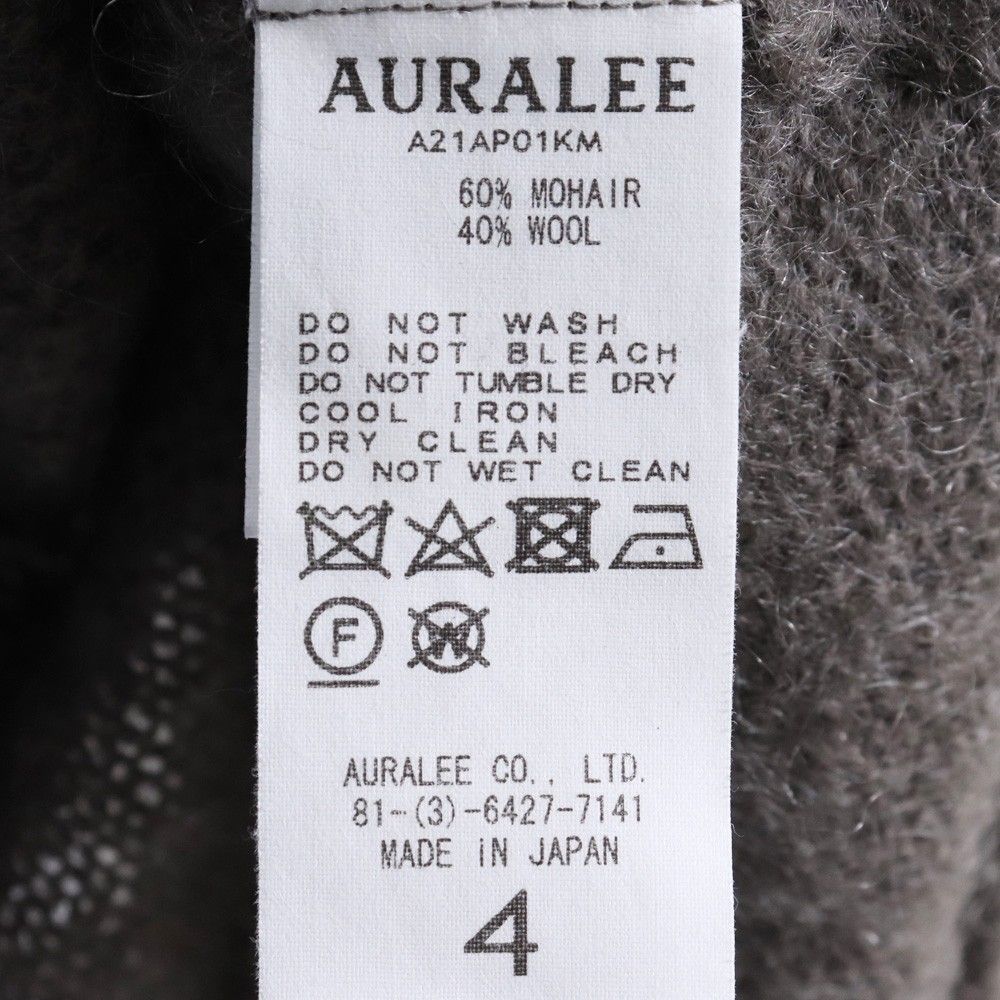 AURALEE
A21AP01KM
60% MOHAIR
40% WOOL
DO NOT WASH
DO NOT BLEACH
DO NOT TUMBLE DRY
COOL IRON
DRY CLEAN
DO NOT WET CLEAN
F W
AURALEE CO., LTD.
81-(3)-6427-7141
MADE iN JAPAN
4